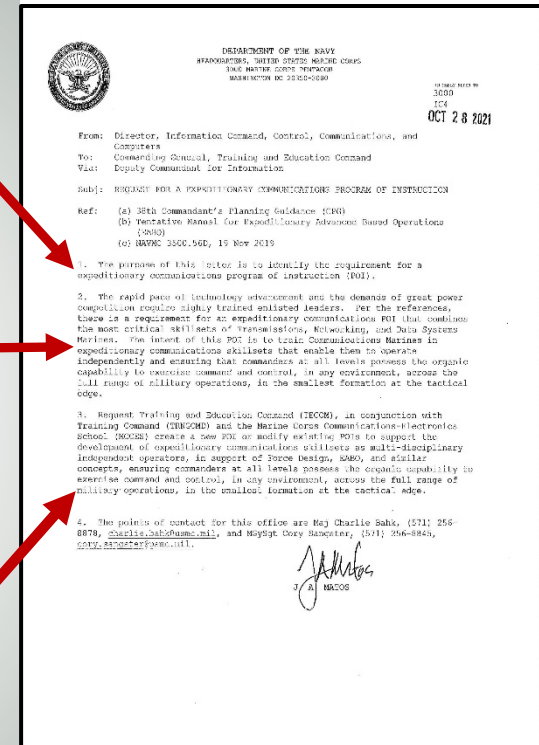 DEPARTMENT OF THE NAVY
HEADQUARTERS, UNITED STATES MARINE CORPS
3000 MARINE CORPS PENTAGON
WASHINGTON DC 20350-3000
IN REPLY REFER TO
3000
IC4
OCT 28 2021
From: Director, Information Command, Control, Communications, and
Computers
To: Commanding General, Training and Education Command
Via: Deputy Commandant for Information
Subj: REQUEST FOR A EXPEDITIONARY COMMUNICATIONS PROGRAM OF INSTRUCTION
Ref: (a) 38th Commandant's Planning Guidance (CPG)
(b) Tentative Manual for Expeditionary Advanced Based Operations
(EABO)
(c) NAVMC 3500.56D, 19 Nov 2019
1. The purpose of this letter is to identify the requirement for a
expeditionary communications program of instruction (POI).
2. The rapid pace of technology advancement and the demands of great power
competition require highly trained enlisted leaders. Per the references,
there is a requirement for an expeditionary communications POI that combines
the most critical skillsets of Transmissions, Networking, and Data Systems
Marines. The intent of this POI is to train Communications Marines in
expeditionary communications skillsets that enable them to operate
independently and ensuring that commanders at all levels possess the organic
capability to exercise command and control, in any environment, across the
full range of military operations, in the smallest formation at the tactical
edge.
3. Request Training and Education Command (TECOM), in conjunction with
Training Command (TRNGCMD) and the Marine Corps Communications-Electronics
School (MCCES) create a new POI or modify existing POIs to support the
development of expeditionary communications skillsets as multi-disciplinary
independent operators, in support of Force Design, EABO, and similar
concepts, ensuring commanders at all levels possess the organic capability to
exercise command and control, in any environment, across the full range of
military operations, in the smallest formation at the tactical edge.
4. The points of contact for this office are Maj Charlie Bahk, (571) 256-
8878, charlie.bahk@usmc.mil, and MGySgt Cory Sangster, (571) 256-8845,
cory.sangster@usmc.mil.
J A MATOS